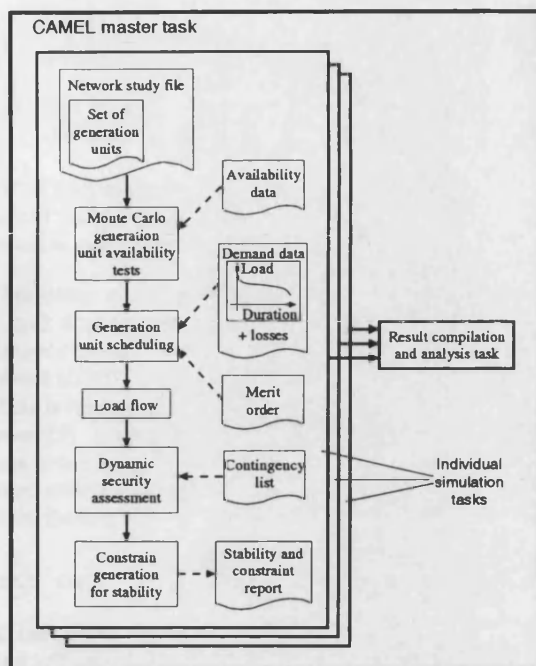 CAMEL master task
Network study file
Set of
generation
units
Availability
data
Monte Carlo
generation
unit availability
tests
Demand data
Load
Duration
+ losses
Generation
unit scheduling
Result compilation
and analysis task
Merit
order
Load flow
Dynamic
security
assessment
Contingency
list
Individual
simulation
tasks
Constrain
generation
for stability
Stability and
constraint
report